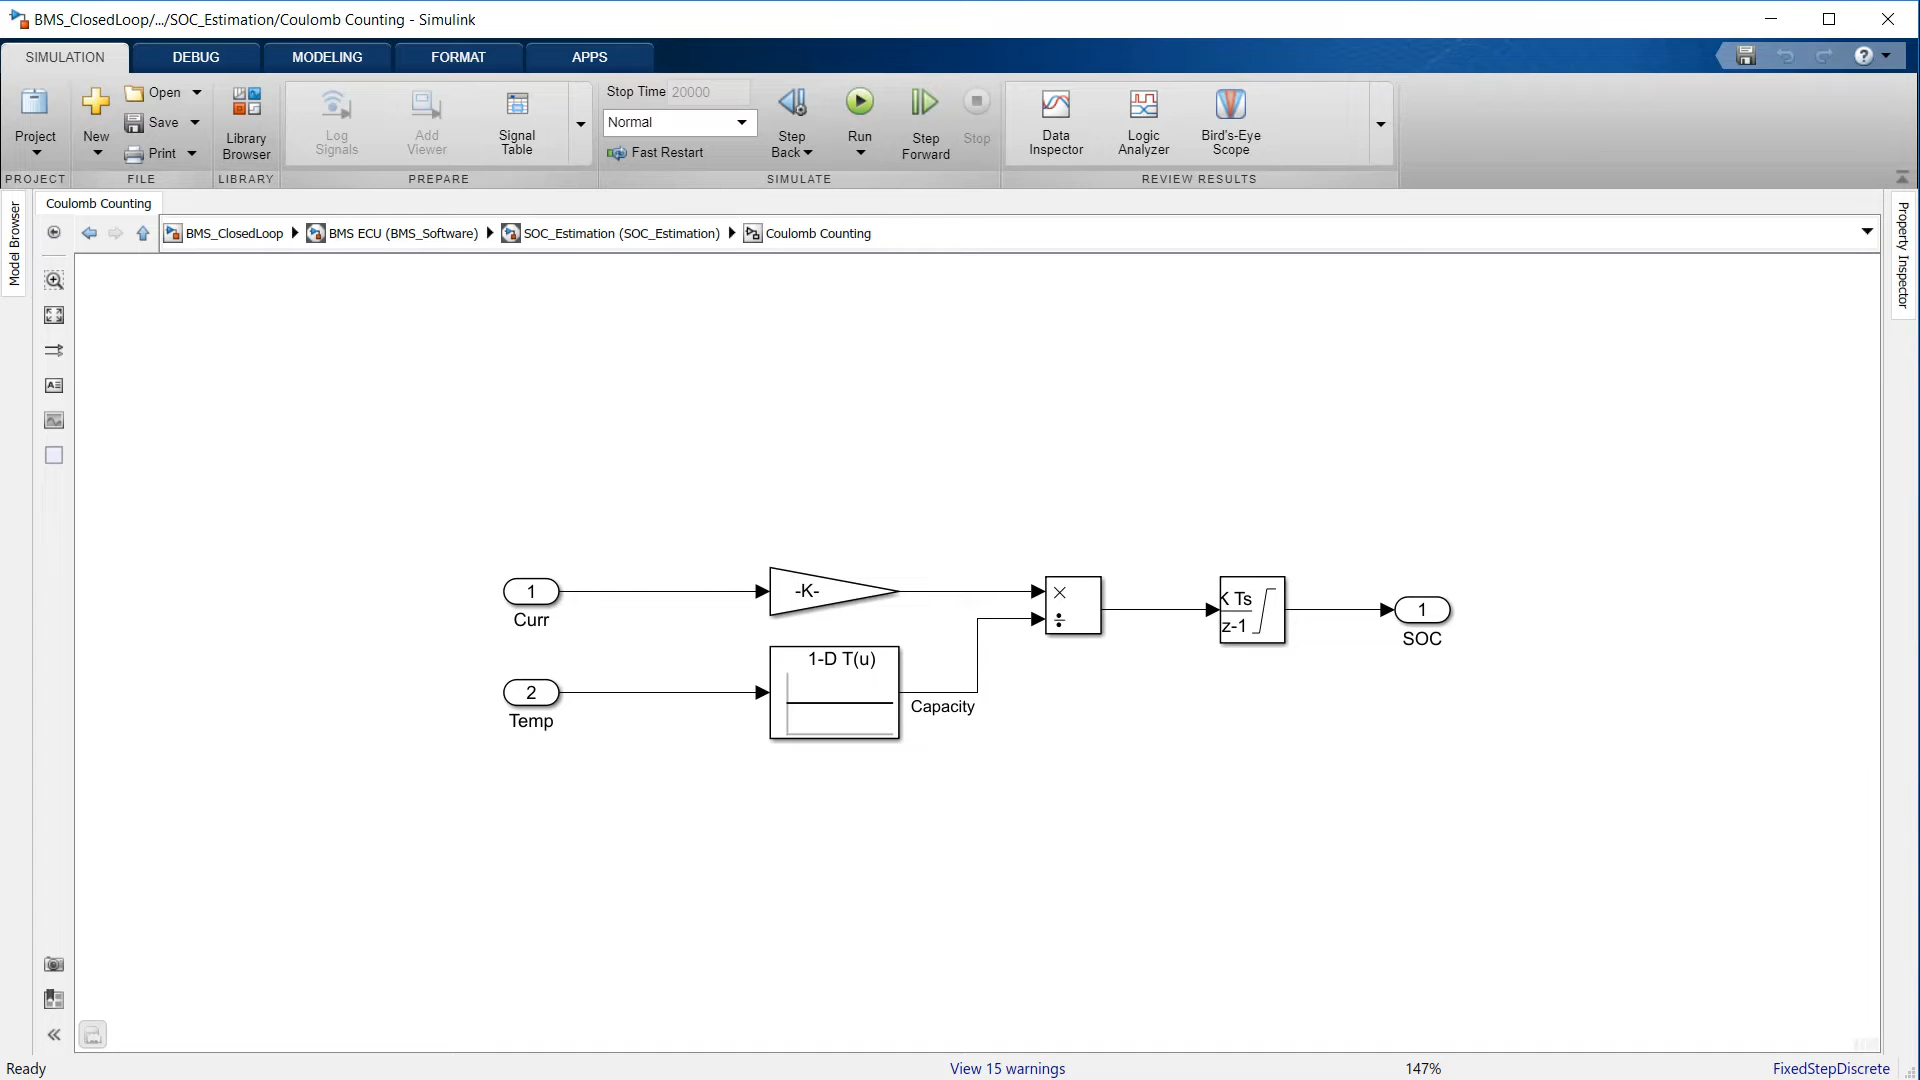 BMS_ClosedLoop/.../SOC_Estimation/Coulomb Counting - Simulink
SIMULATION
DEBUG
MODELING
FORMAT
APPS
Project
New
Open
Save
Print
Library
Browser
Log
Signals
Add
Viewer
Signal
Table
Stop Time 20000
Normal
Fast Restart
Step
Back
Run
Step
Forward
Stop
Data
Inspector
Logic
Analyzer
Bird's-Eye
Scope
PROJECT
FILE
LIBRARY
PREPARE
SIMULATE
REVIEW RESULTS
Model Browser
Coulomb Counting
Property Inspector
BMS_ClosedLoop
BMS ECU (BMS_Software)
SOC_Estimation (SOC_Estimation)
Coulomb Counting
1
Curr
-K-
×
÷
K Ts
z-1
1
SOC
2
Temp
1-D T(u)
Capacity
Ready
View 15 warnings
147%
FixedStepDiscrete